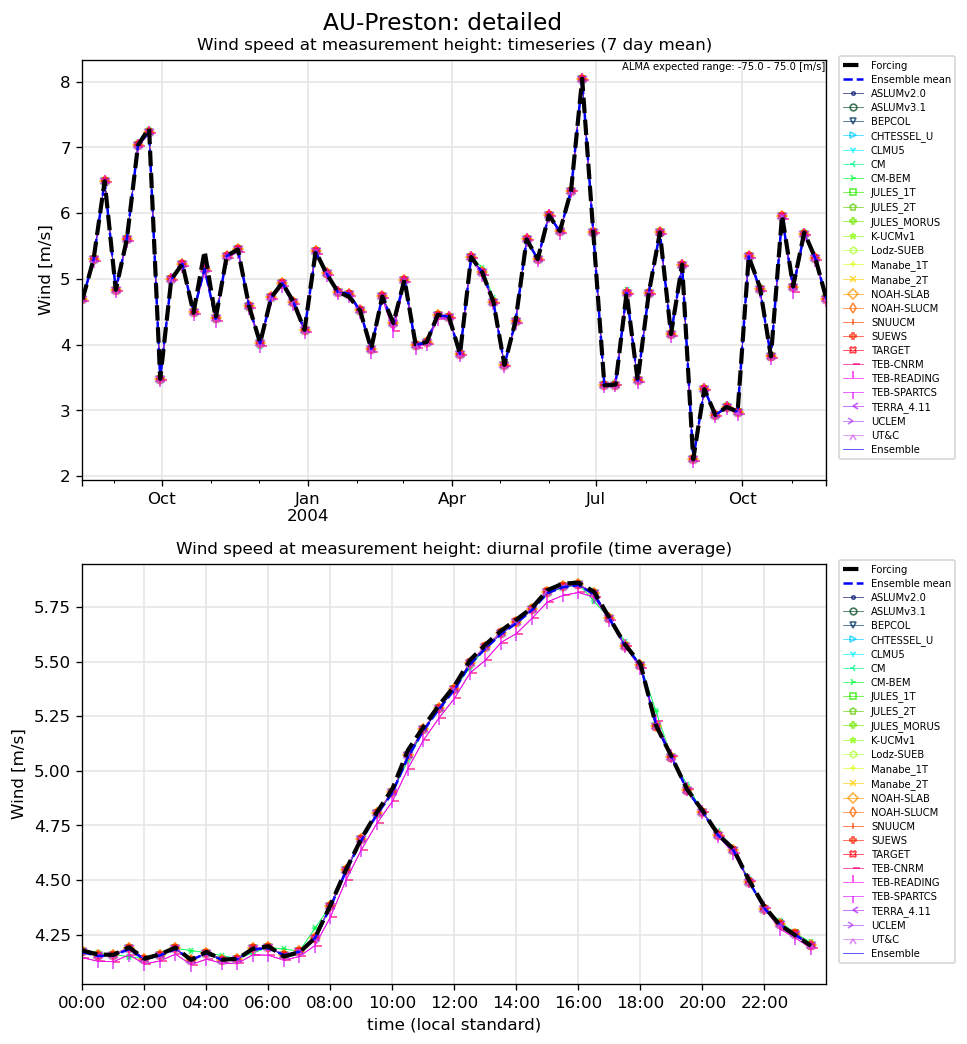 AU-Preston: detailed
Wind speed at measurement height: timeseries (7 day mean)
ALMA expected range: -75.0 - 75.0 [m/s]
Wind [m/s]
8
7
6
5
4
3
2
Oct
Jan
2004
Apr
Jul
Oct
Forcing
Ensemble mean
ASLUMv2.0
ASLUMv3.1
BEPCOL
CHTESSEL_U
CLMU5
CM
CM-BEM
JULES_1T
JULES_2T
JULES_MORUS
K-UCMv1
Lodz-SUEB
Manabe_1T
Manabe_2T
NOAH-SLAB
NOAH-SLUCM
SNUUCM
SUEWS
TARGET
TEB-CNRM
TEB-READING
TEB-SPARTCS
TERRA_4.11
UCLEM
UT&C
Ensemble
Wind speed at measurement height: diurnal profile (time average)
Wind [m/s]
5.75
5.50
5.25
5.00
4.75
4.50
4.25
00:00
02:00
04:00
06:00
08:00
10:00
12:00
14:00
16:00
18:00
20:00
22:00
time (local standard)
Forcing
Ensemble mean
ASLUMv2.0
ASLUMv3.1
BEPCOL
CHTESSEL_U
CLMU5
CM
CM-BEM
JULES_1T
JULES_2T
JULES_MORUS
K-UCMv1
Lodz-SUEB
Manabe_1T
Manabe_2T
NOAH-SLAB
NOAH-SLUCM
SNUUCM
SUEWS
TARGET
TEB-CNRM
TEB-READING
TEB-SPARTCS
TERRA_4.11
UCLEM
UT&C
Ensemble